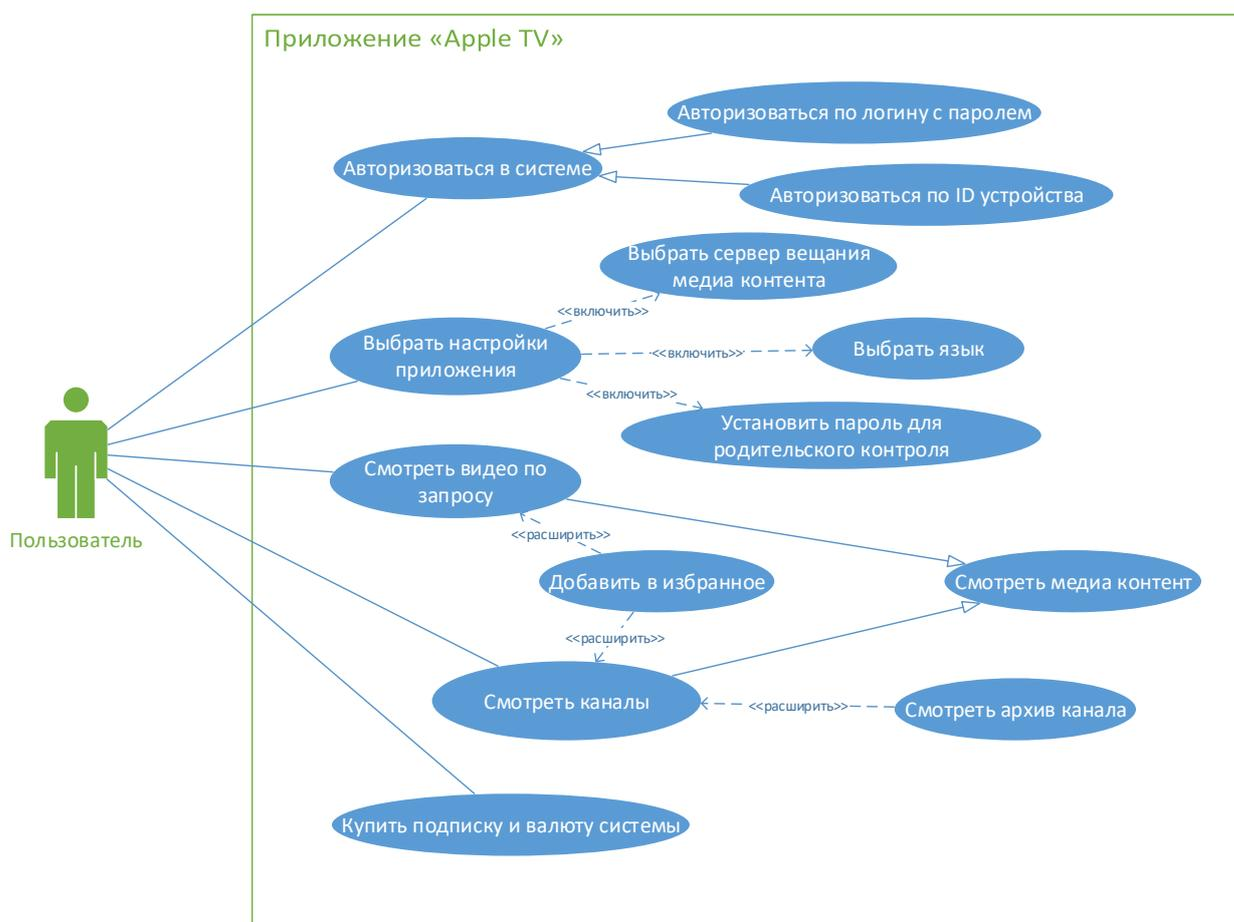 Приложение «Apple TV»
Авторизоваться по логину с паролем
Авторизоваться в системе
Авторизоваться по ID устройства
Выбрать сервер вещания
медиа контента
<<включить>>
Выбрать настройки
приложения
<<включить>>
Выбрать язык
<<включить>>
Установить пароль для
родительского контроля
Смотреть видео по
запросу
<<расширить>>
Пользователь
Добавить в избранное
Смотреть медиа контент
<<расширить>>
Смотреть каналы
<<расширить>>
Смотреть архив канала
Купить подписку и валюту системы